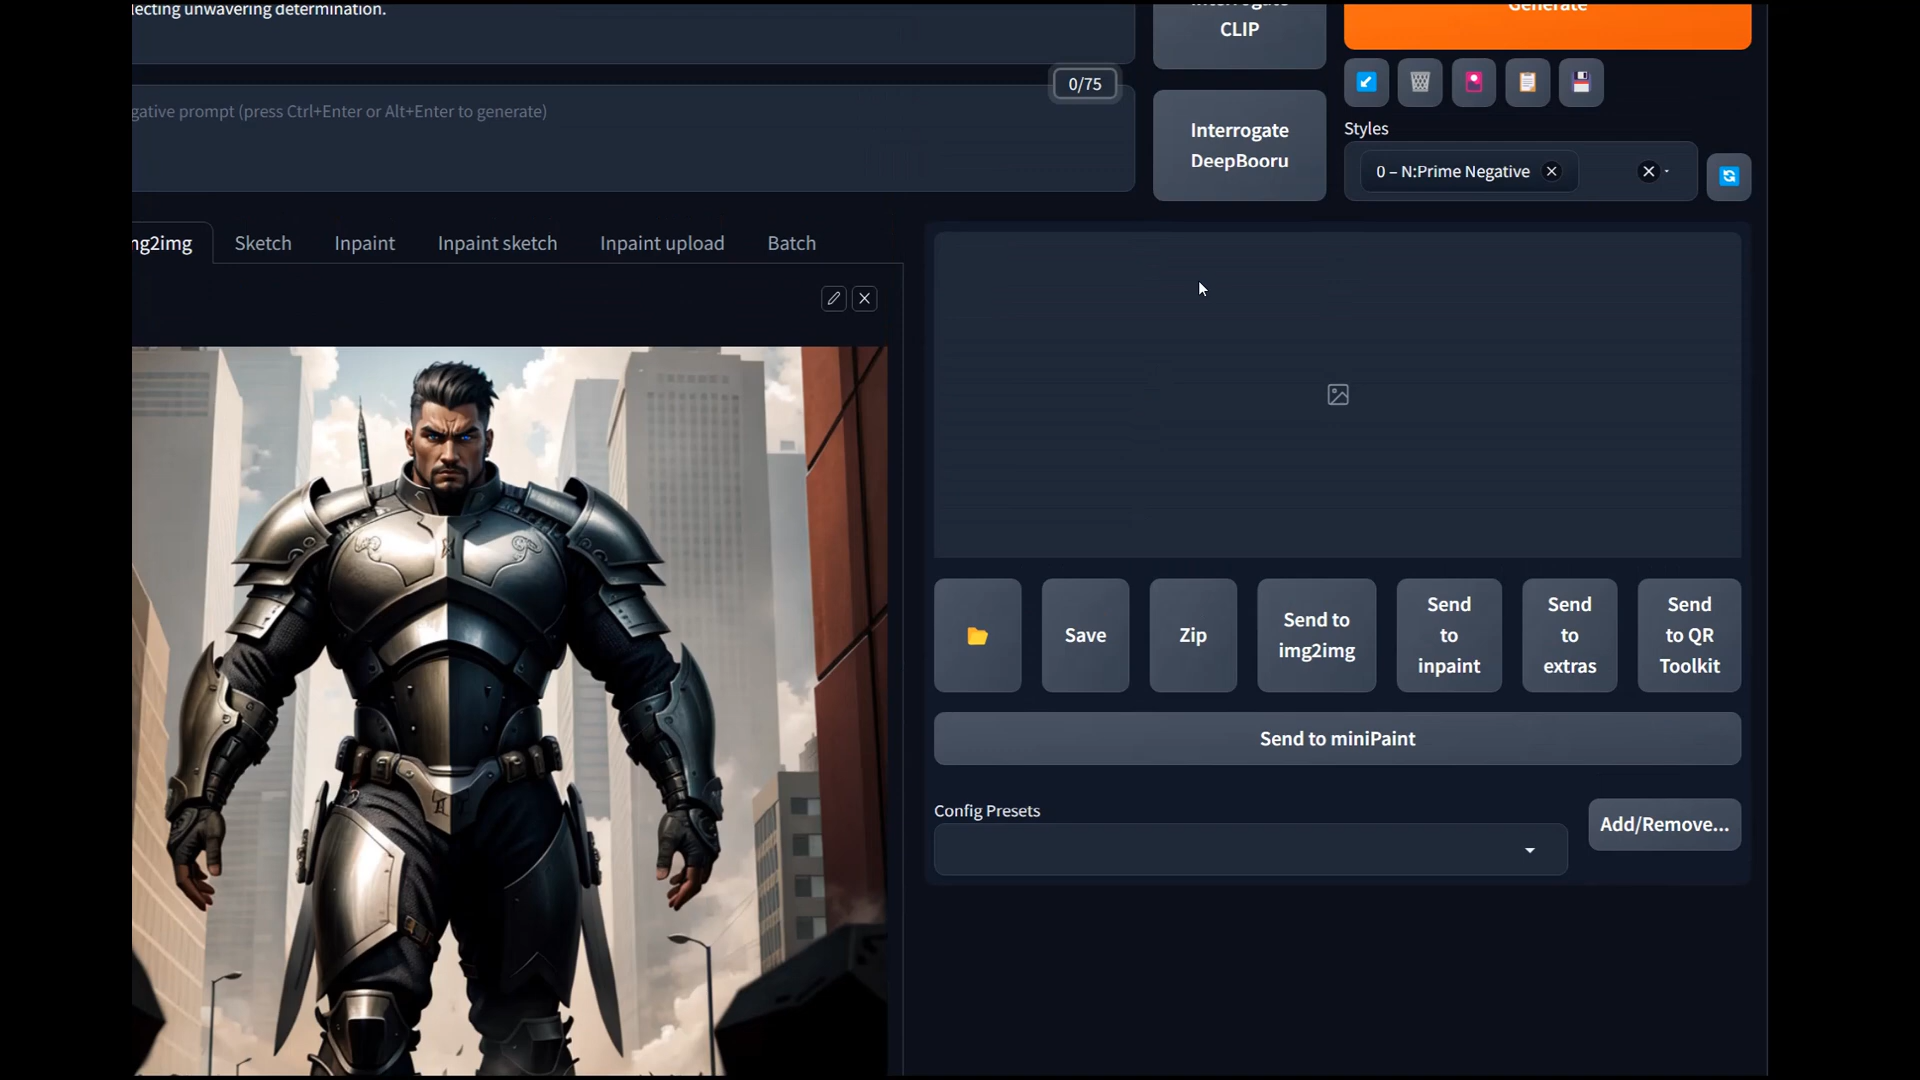 lecting unwavering determination.
CLIP
Generate
0/75
gative prompt (press Ctrl+Enter or Alt+Enter to generate)
Interrogate
DeepBooru
Styles
0 – N:Prime Negative
ng2img
Sketch
Inpaint
Inpaint sketch
Inpaint upload
Batch
Save
Zip
Send to
img2img
Send
to
inpaint
Send
to
extras
Send
to QR
Toolkit
Send to miniPaint
Config Presets
Add/Remove...